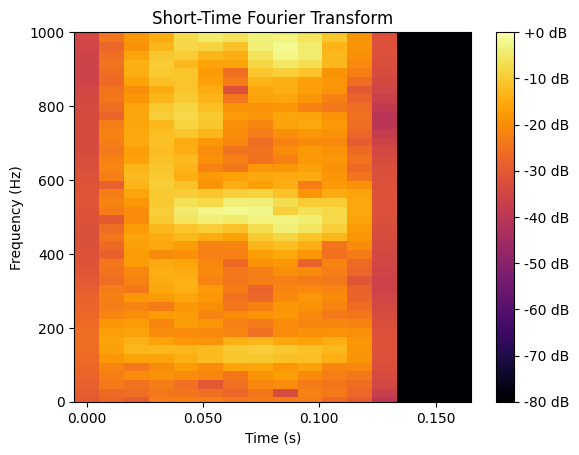 Short-Time Fourier Transform
1000
800
600
400
200
0
Frequency (Hz)
0.000
0.050
0.100
0.150
Time (s)
+0 dB
-10 dB
-20 dB
-30 dB
-40 dB
-50 dB
-60 dB
-70 dB
-80 dB